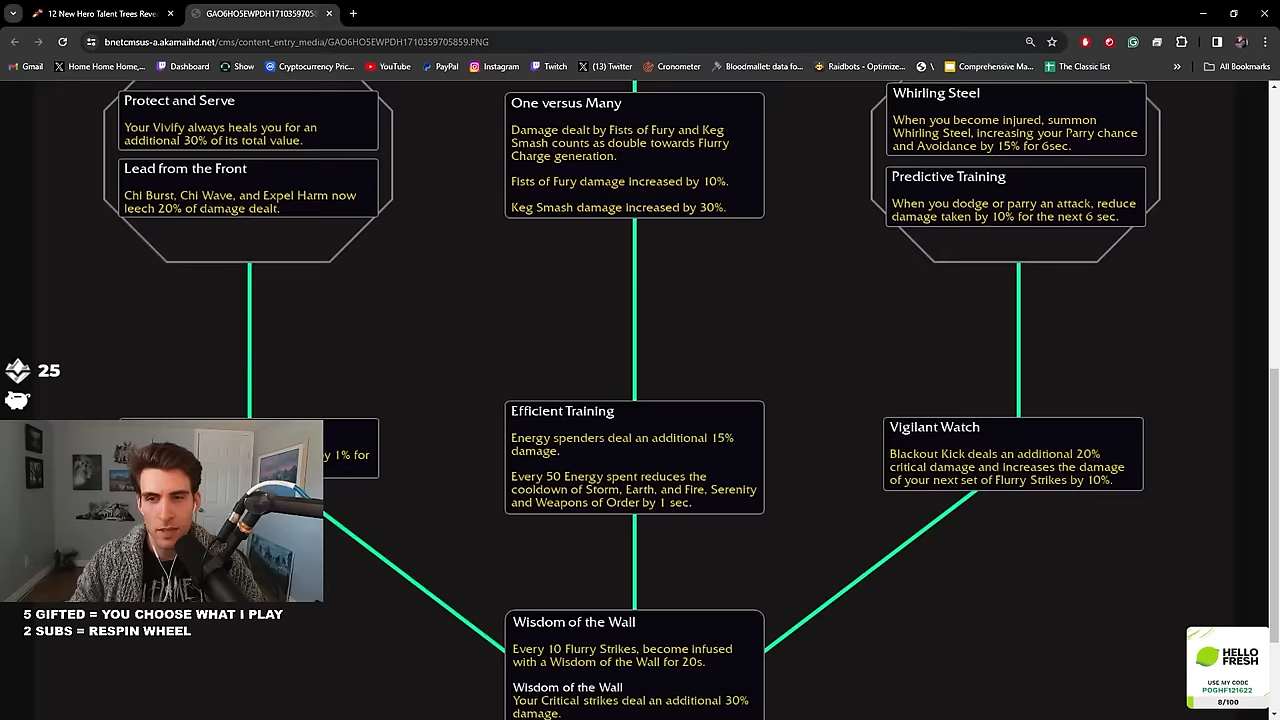 12 New Hero Talent Trees Reve
GAO6HO5EWPDH1710359705
bnetcmsus-a.akamaihd.net/cms/content_entry_media/GAO6HO5EWPDH1710359705859.PNG
Gmail
Home Home Home,...
Dashboard
Show
Cryptocurrency Pric...
YouTube
PayPal
Instagram
Twitch
(13) Twitter
Cronometer
Bloodmallet: data fo...
Raidbots - Optimize...
\
Comprehensive Ma...
The Classic list
All Bookmarks
Protect and Serve
Your Vivify always heals you for an
additional 30% of its total value.
Lead from the Front
Chi Burst, Chi Wave, and Expel Harm now
leech 20% of damage dealt.
One versus Many
Damage dealt by Fists of Fury and Keg
Smash counts as double towards Flurry
Charge generation.
Fists of Fury damage increased by 10%.
Keg Smash damage increased by 30%.
Whirling Steel
When you become injured, summon
Whirling Steel, increasing your Parry chance
and Avoidance by 15% for 6sec.
Predictive Training
When you dodge or parry an attack, reduce
damage taken by 10% for the next 6 sec.
25
y 1% for
Efficient Training
Energy spenders deal an additional 15%
damage.
Every 50 Energy spent reduces the
cooldown of Storm, Earth, and Fire, Serenity
and Weapons of Order by 1 sec.
Vigilant Watch
Blackout Kick deals an additional 20%
critical damage and increases the damage
of your next set of Flurry Strikes by 10%.
5 GIFTED = YOU CHOOSE WHAT I PLAY
2 SUBS = RESPIN WHEEL
Wisdom of the Wall
Every 10 Flurry Strikes, become infused
with a Wisdom of the Wall for 20s.
Wisdom of the Wall
Your Critical strikes deal an additional 30%
damage.
HELLO
FRESH
USE MY CODE
POGHF121622
8/100